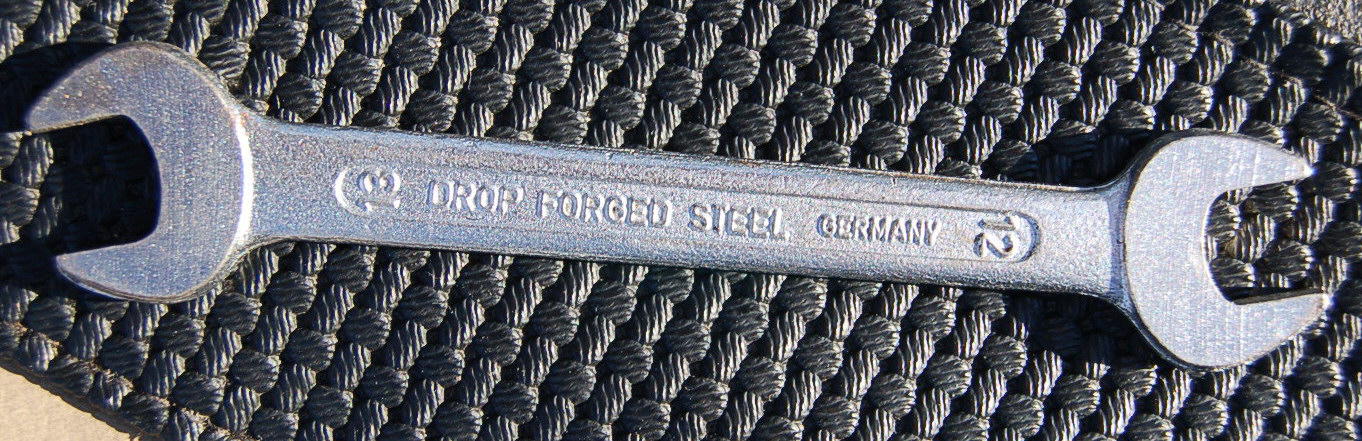 13 DROP FORGED STEEL GERMANY 12